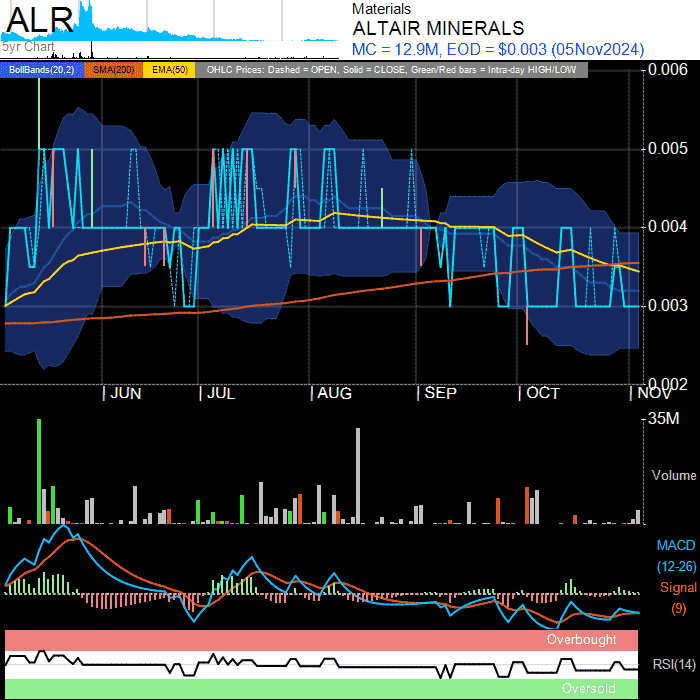 ALR
5yr Chart
Materials
ALTAIR MINERALS
MC = 12.9M, EOD = $0.003 (05Nov2024)
BollBands(20,2) SMA(200) EMA(50) OHLC Prices: Dashed = OPEN, Solid = CLOSE, Green/Red bars = Intra-day HIGH/LOW
0.006
0.005
0.004
0.003
0.002
| JUN | JUL | AUG | SEP | OCT | NOV
35M
Volume
MACD
(12-26)
Signal
(9)
Overbought
RSI(14)
Oversold